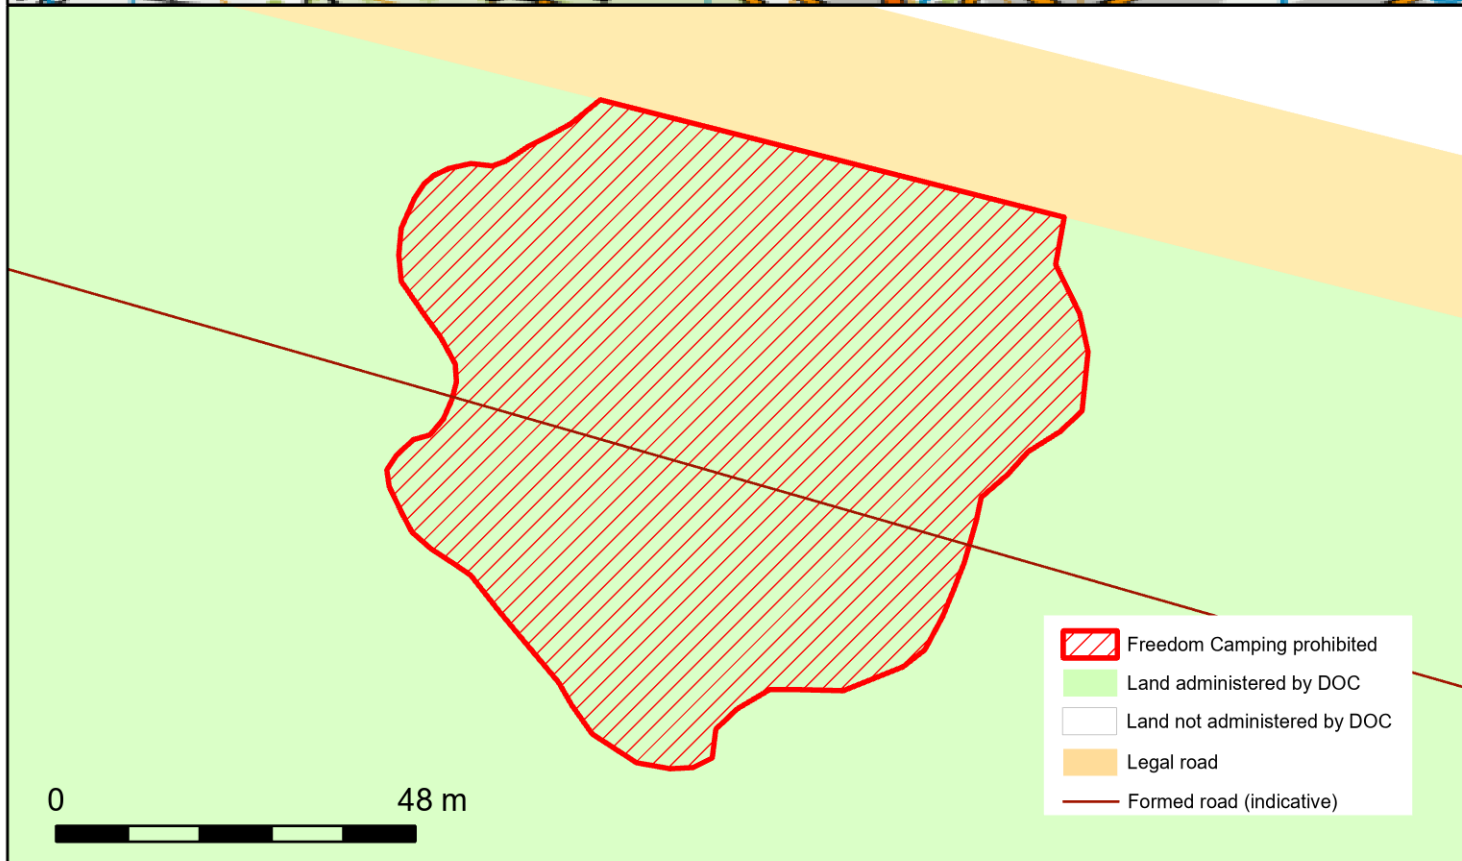 Freedom Camping prohibited
Land administered by DOC
Land not administered by DOC
Legal road
Formed road (indicative)
0 48 m